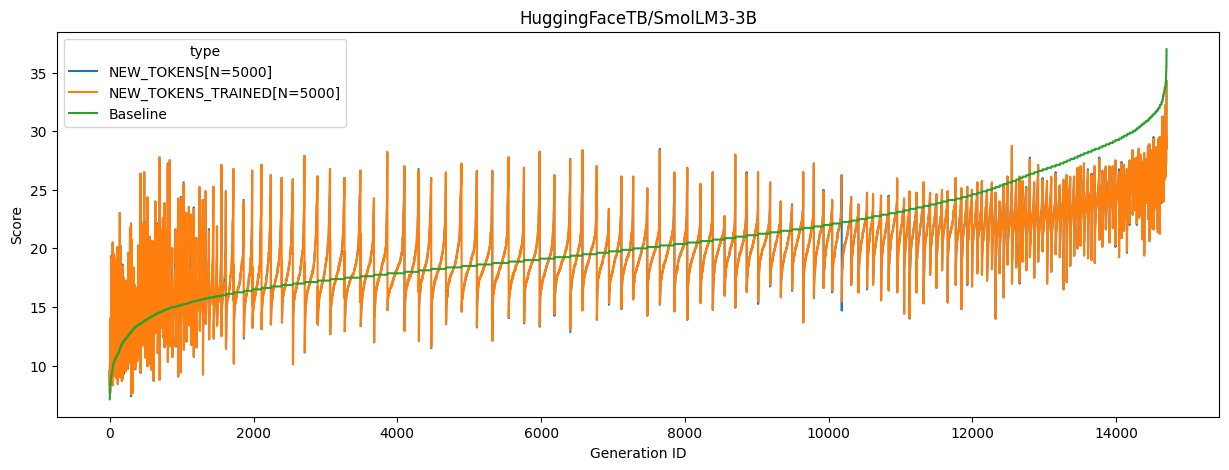 HuggingFaceTB/SmolLM3-3B
type
NEW_TOKENS[N=5000]
NEW_TOKENS_TRAINED[N=5000]
Baseline
Score
35
30
25
20
15
10
0 2000 4000 6000 8000 10000 12000 14000
Generation ID